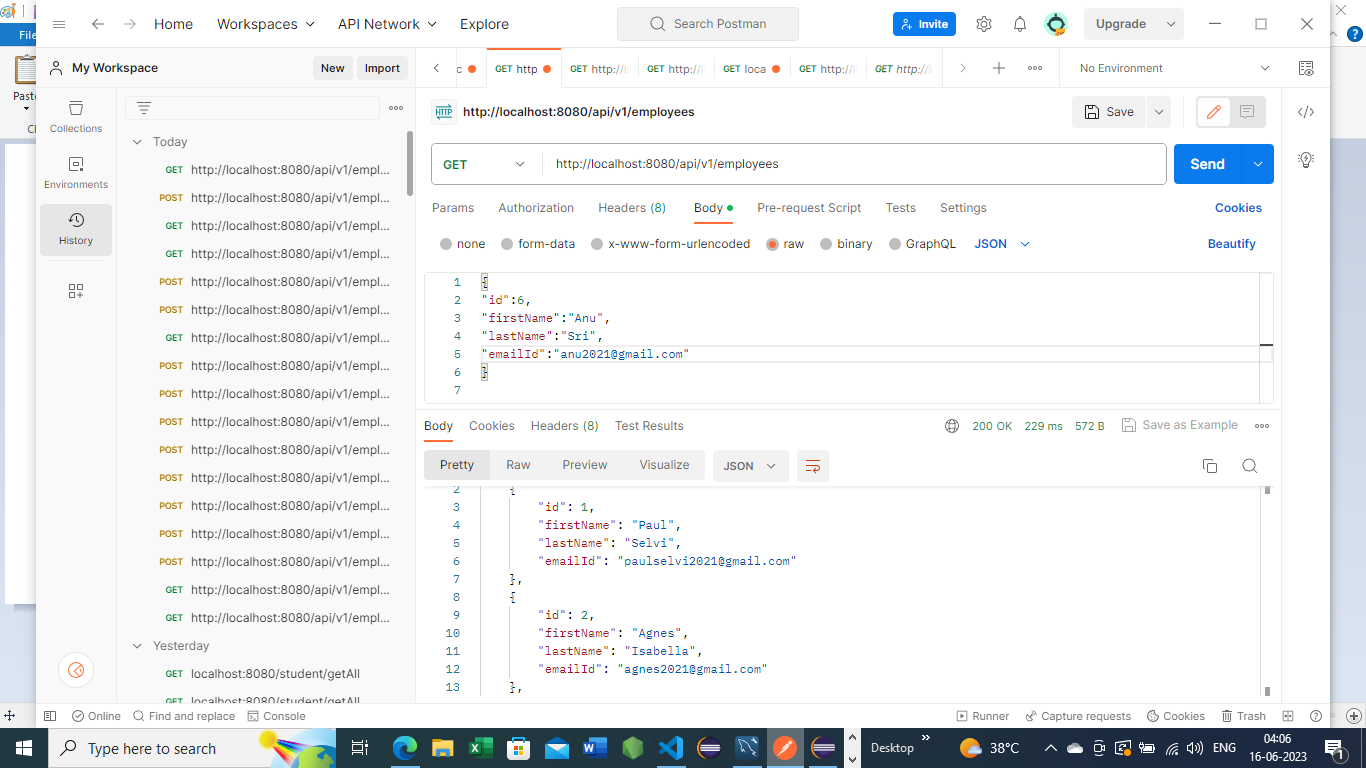 File
Paste
Home
Workspaces
API Network
Explore
Search Postman
Invite
Upgrade
My Workspace
New
Import
c
GET http
GET http://l
GET http://l
GET loca
GET http://l
GET http://l
No Environment
Collections
Environments
History
Today
GET http://localhost:8080/api/v1/empl...
POST http://localhost:8080/api/v1/empl...
GET http://localhost:8080/api/v1/empl...
GET http://localhost:8080/api/v1/empl...
POST http://localhost:8080/api/v1/empl...
POST http://localhost:8080/api/v1/empl...
GET http://localhost:8080/api/v1/empl...
POST http://localhost:8080/api/v1/empl...
POST http://localhost:8080/api/v1/empl...
POST http://localhost:8080/api/v1/empl...
POST http://localhost:8080/api/v1/empl...
POST http://localhost:8080/api/v1/empl...
POST http://localhost:8080/api/v1/empl...
POST http://localhost:8080/api/v1/empl...
POST http://localhost:8080/api/v1/empl...
GET http://localhost:8080/api/v1/empl...
GET http://localhost:8080/api/v1/empl...
Yesterday
GET localhost:8080/student/getAll
GET localhost:8080/student/getAll
HTTP http://localhost:8080/api/v1/employees
Save
GET http://localhost:8080/api/v1/employees
Send
Params Authorization Headers (8) Body Pre-request Script Tests Settings Cookies
none form-data x-www-form-urlencoded raw binary GraphQL JSON Beautify
1 {
2 "id":6,
3 "firstName":"Anu",
4 "lastName":"Sri",
5 "emailId":"anu2021@gmail.com"
6 }
7
Body Cookies Headers (8) Test Results 200 OK 229 ms 572 B Save as Example
Pretty Raw Preview Visualize JSON
2 {
3 "id": 1,
4 "firstName": "Paul",
5 "lastName": "Selvi",
6 "emailId": "paulselvi2021@gmail.com"
7 },
8 {
9 "id": 2,
10 "firstName": "Agnes",
11 "lastName": "Isabella",
12 "emailId": "agnes2021@gmail.com"
13 },
Online Find and replace Console Runner Capture requests Cookies Trash
Type here to search
Desktop
38°C
ENG
04:06
16-06-2023
1